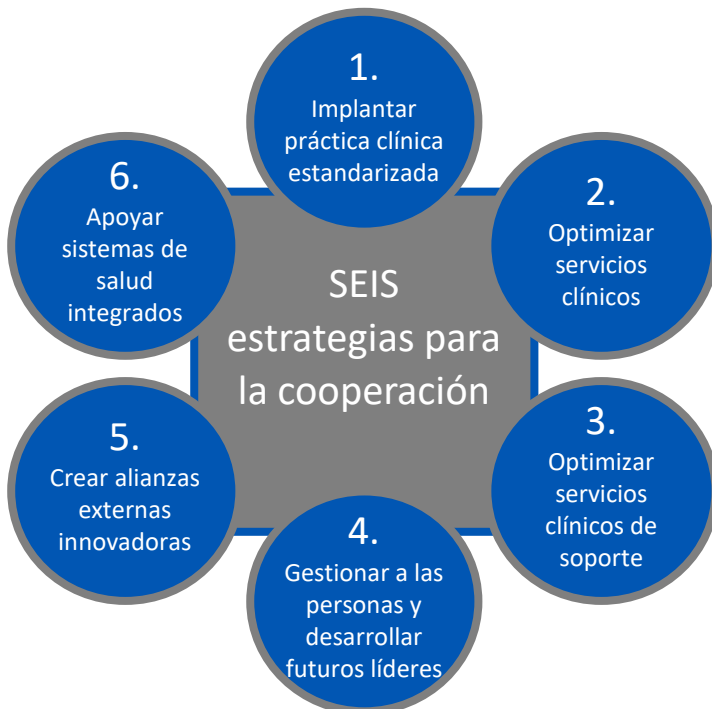 SEIS
estrategias para
la cooperación
1.
Implantar
práctica clínica
estandarizada
2.
Optimizar
servicios
clínicos
3.
Optimizar
servicios
clínicos de
soporte
4.
Gestionar a las
personas y
desarrollar
futuros líderes
5.
Crear alianzas
externas
innovadoras
6.
Apoyar
sistemas de
salud
integrados